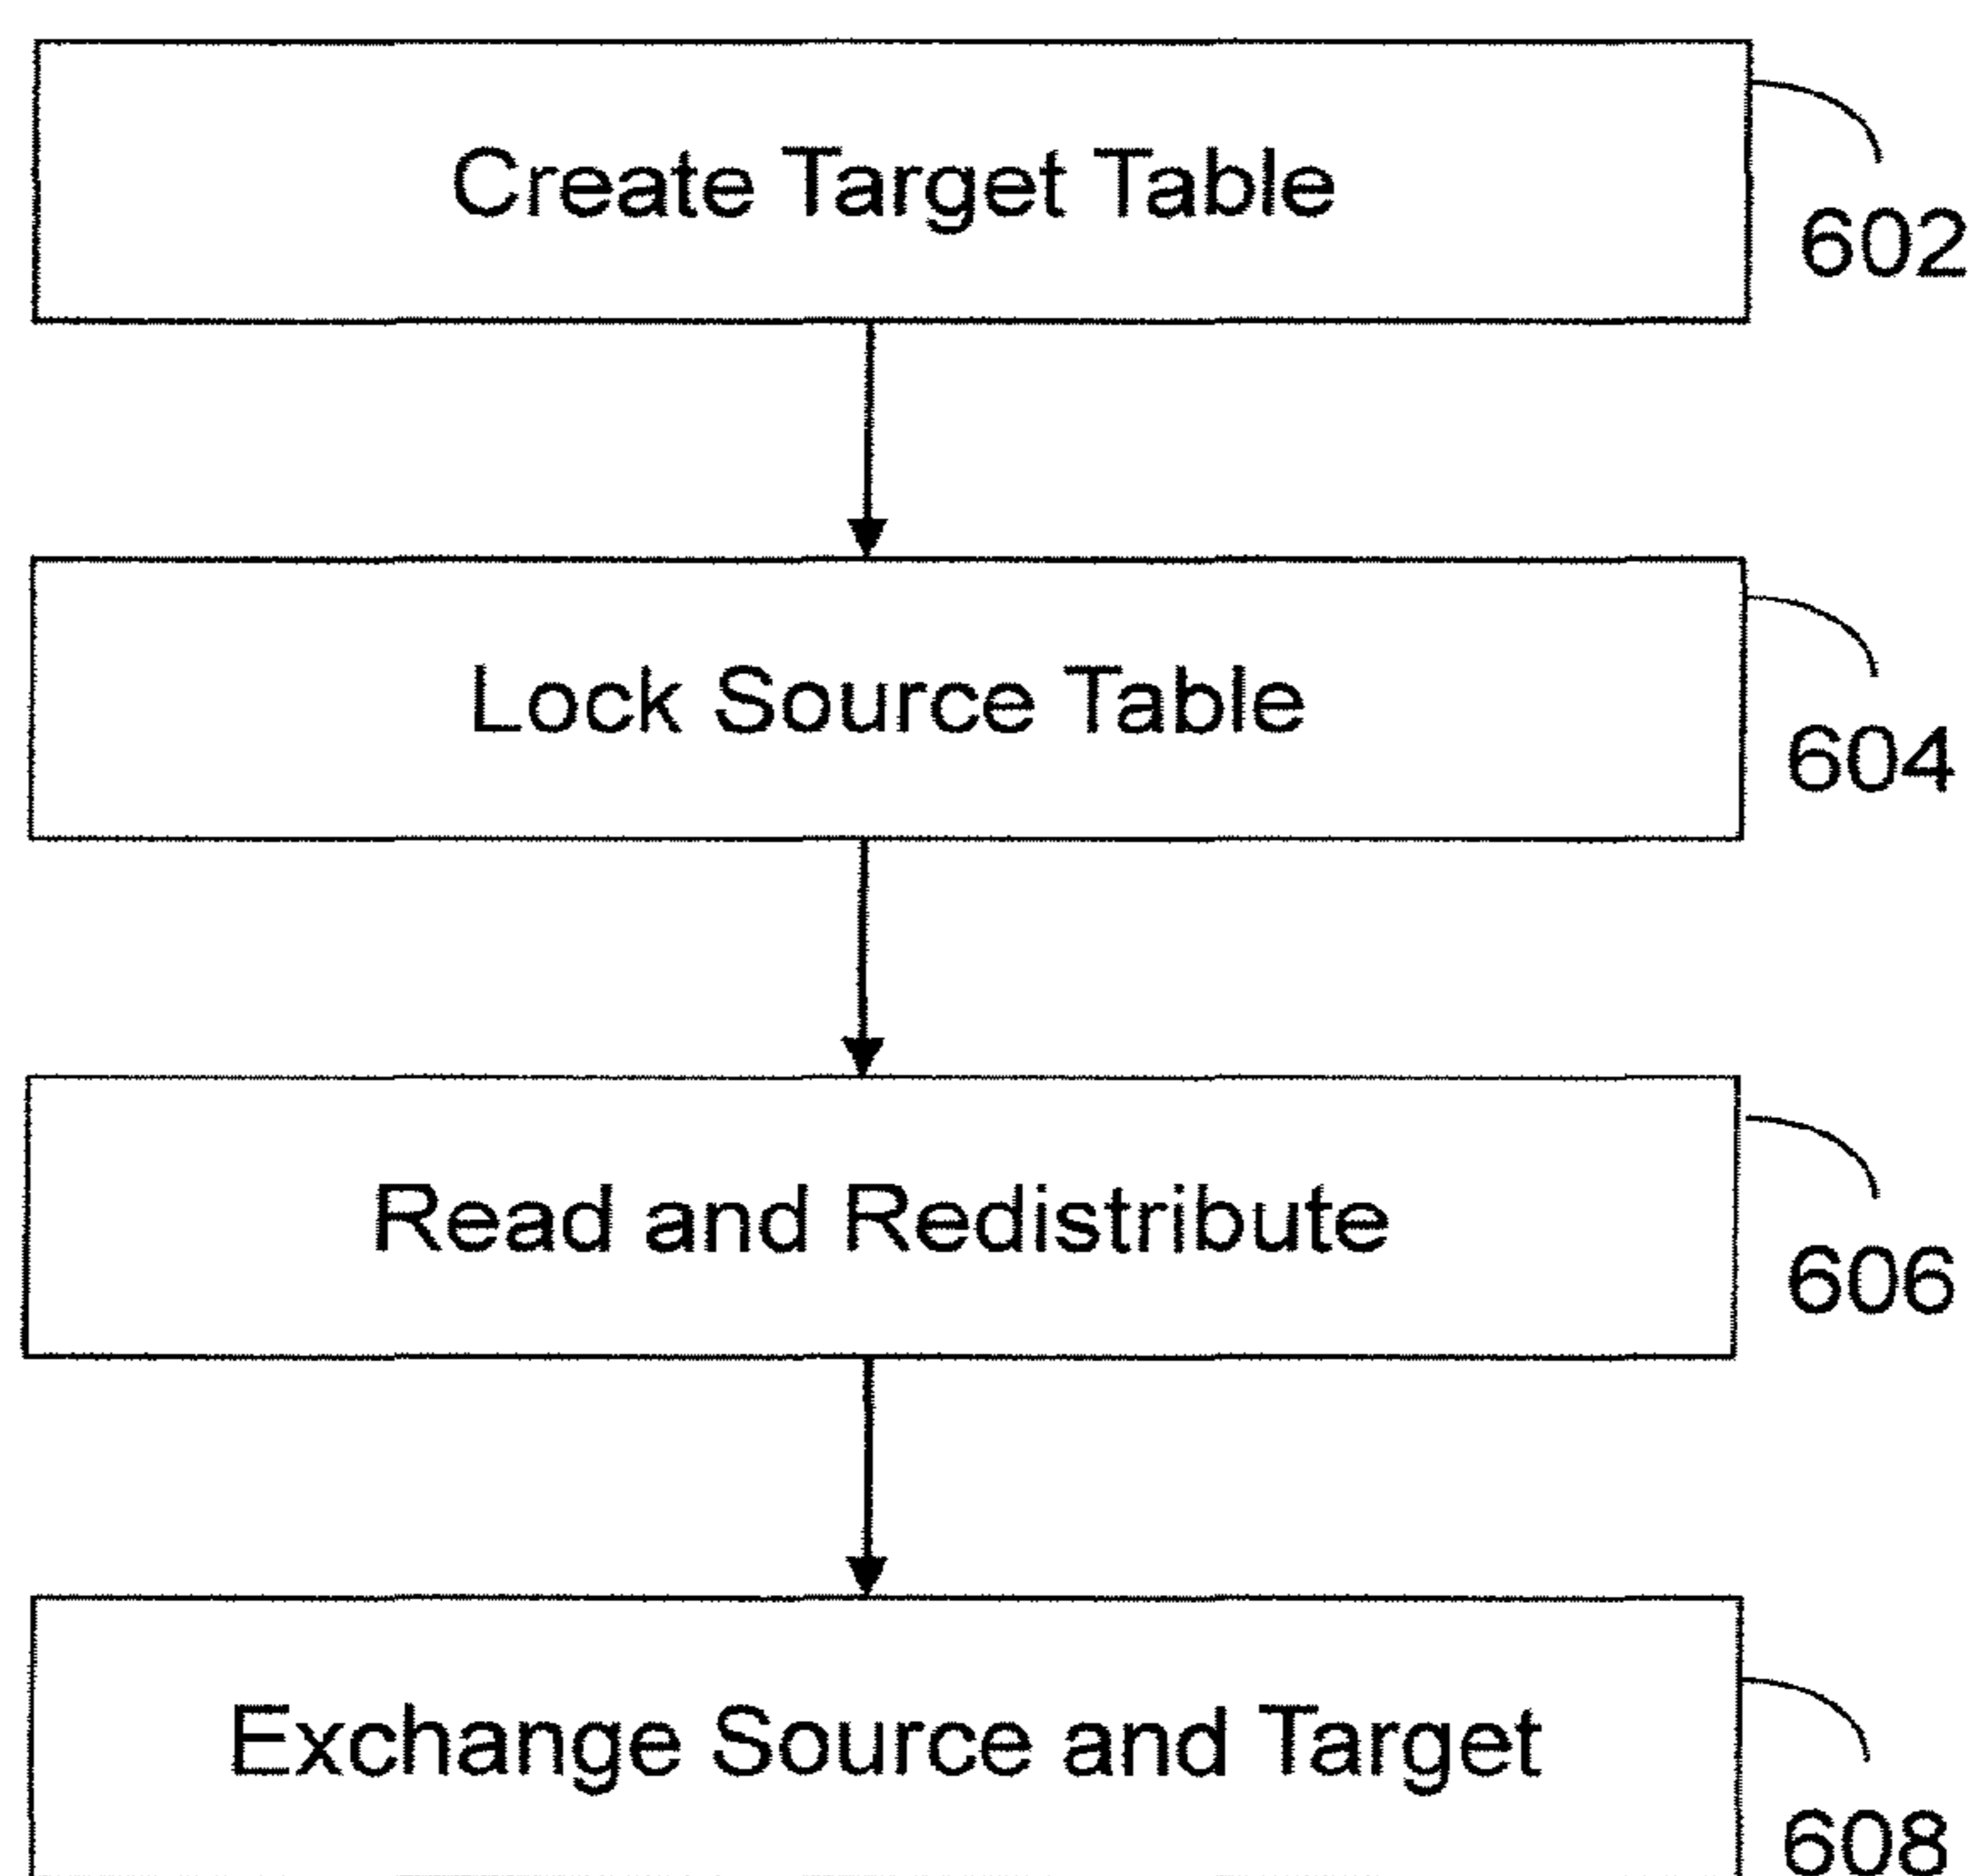 Create Target Table
602
Lock Source Table
604
Read and Redistribute
606
Exchange Source and Target
608